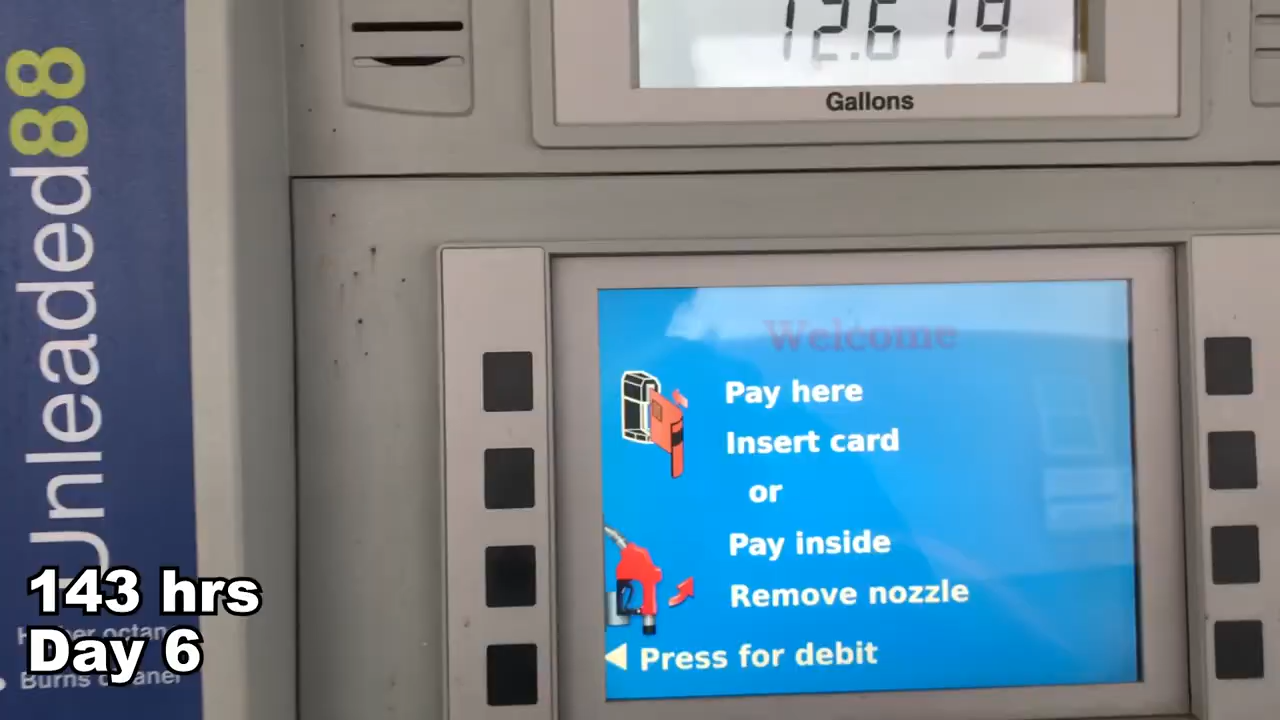 12.619
Gallons
Unleaded88
Welcome
Pay here
Insert card
or
Pay inside
Remove nozzle
Press for debit
143 hrs
Day 6
Burns